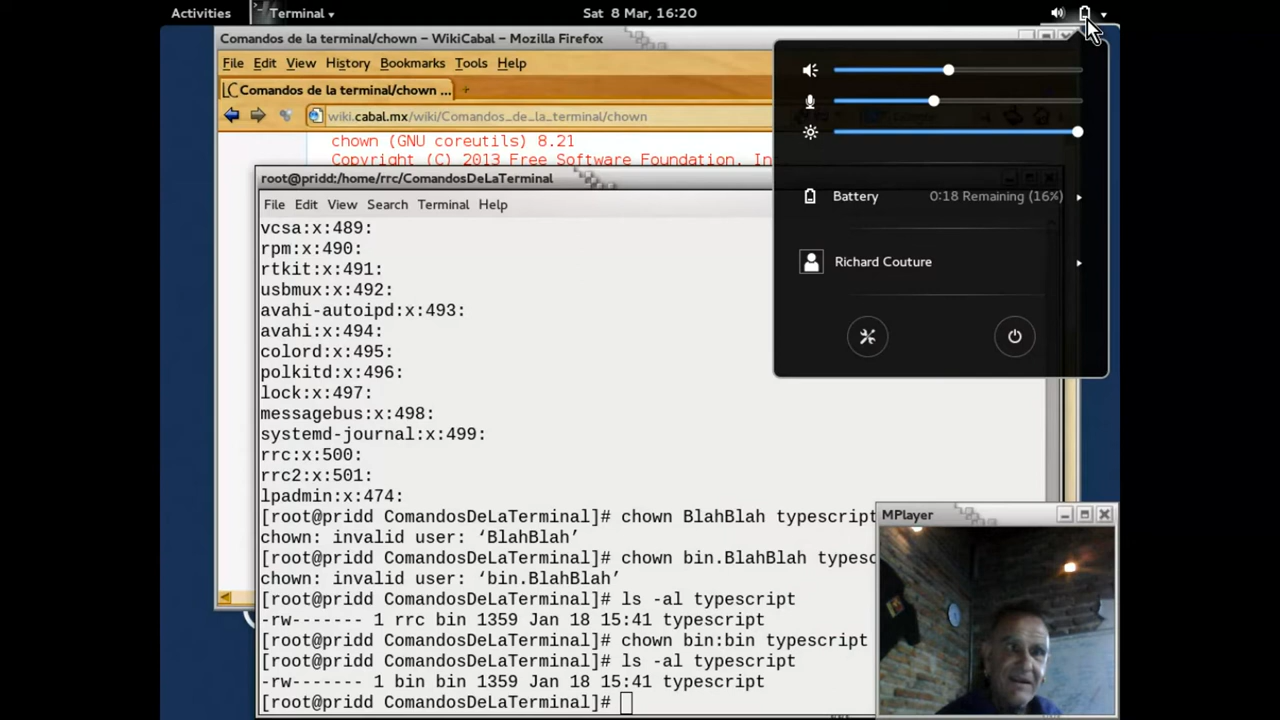 Activities
Terminal
Sat 8 Mar, 16:20
Comandos de la terminal/chown – WikiCabal – Mozilla Firefox
File Edit View History Bookmarks Tools Help
Comandos de la terminal/chown ...
wiki.cabal.mx/wiki/Comandos_de_la_terminal/chown
chown (GNU coreutils) 8.21
Copyright (C) 2013 Free Software Foundation,
root@pridd:/home/rrc/ComandosDeLaTerminal
File Edit View Search Terminal Help
vcsa:x:489:
rpm:x:490:
rtkit:x:491:
usbmux:x:492:
avahi-autoipd:x:493:
avahi:x:494:
colord:x:495:
polkitd:x:496:
lock:x:497:
messagebus:x:498:
systemd-journal:x:499:
rrc:x:500:
rrc2:x:501:
lpadmin:x:474:
[root@pridd ComandosDeLaTerminal]# chown BlahBlah typescript
chown: invalid user: ‘BlahBlah’
[root@pridd ComandosDeLaTerminal]# chown bin.BlahBlah typesc
chown: invalid user: ‘bin.BlahBlah’
[root@pridd ComandosDeLaTerminal]# ls -al typescript
-rw------- 1 rrc bin 1359 Jan 18 15:41 typescript
[root@pridd ComandosDeLaTerminal]# chown bin:bin typescript
[root@pridd ComandosDeLaTerminal]# ls -al typescript
-rw------- 1 bin bin 1359 Jan 18 15:41 typescript
[root@pridd ComandosDeLaTerminal]#
Battery 0:18 Remaining (16%)
Richard Couture
MPlayer